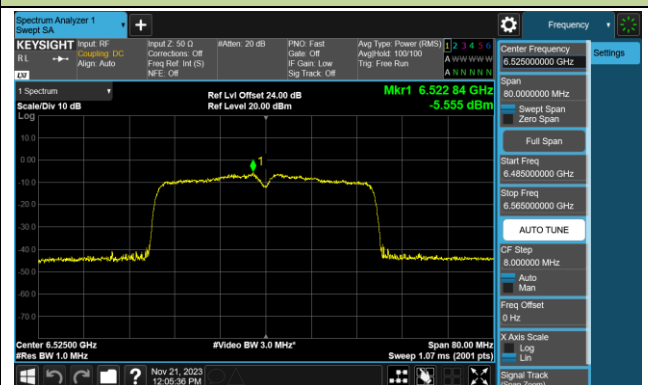 Spectrum Analyzer 1
Swept SA
Frequency
KEYSIGHT
RL
Input: RF
Coupling: DC
Align: Auto
Input Z: 50 Ω
Corrections: Off
Freq Ref: Int (S)
NFE: Off
#Atten: 20 dB
PNO: Fast
Gate: Off
IF Gain: Low
Sig Track: Off
Avg Type: Power (RMS)
Avg|Hold: 100/100
Trig: Free Run
1 2 3 4 5 6
A W W W W W
A N N N N N
LW
1 Spectrum
Scale/Div 10 dB
Log
Ref Lvl Offset 24.00 dB
Ref Level 20.00 dBm
Mkr1 6.522 84 GHz
-5.555 dBm
10.0
0.00
-10.0
-20.0
-30.0
-40.0
-50.0
-60.0
-70.0
1
Center 6.52500 GHz
#Res BW 1.0 MHz
#Video BW 3.0 MHz*
Span 80.00 MHz
Sweep 1.07 ms (2001 pts)
Nov 21, 2023
12:05:36 PM
?
Center Frequency
6.525000000 GHz
Settings
Span
80.0000000 MHz
Swept Span
Zero Span
Full Span
Start Freq
6.485000000 GHz
Stop Freq
6.565000000 GHz
AUTO TUNE
CF Step
8.000000 MHz
Auto
Man
Freq Offset
0 Hz
X Axis Scale
Log
Lin
Signal Track
(Span Zoom)